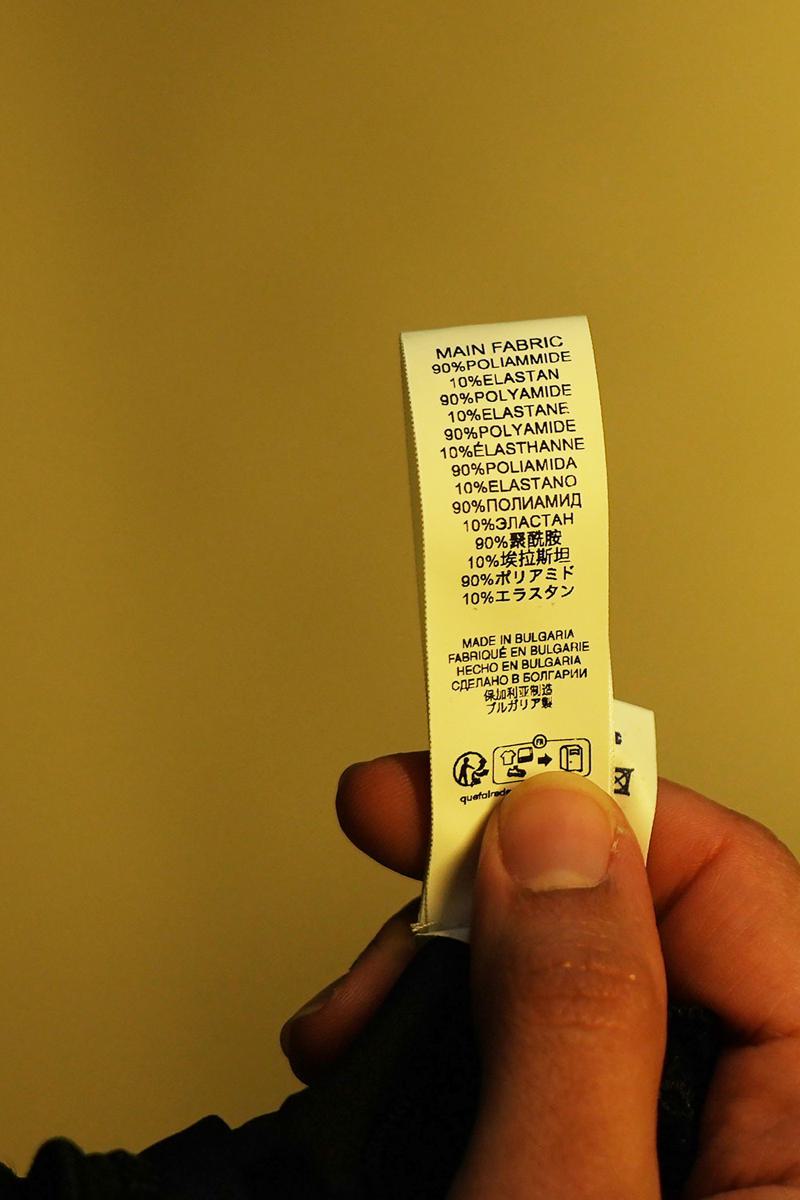 MAIN FABRIC
90%POLIAMMIDE
10%ELASTAN
90%POLYAMIDE
10%ELASTANE
90%POLYAMIDE
10%ÉLASTHANNE
90%POLIAMIDA
10%ELASTANO
90%ПОЛИАМИД
10%ЭЛАСТАН
90%聚酰胺
10%埃拉斯坦
90%ポリアミド
10%エラスタン
MADE IN BULGARIA
FABRIQUÉ EN BULGARIE
HECHO EN BULGARIA
СДЕЛАНО В БОЛГАРИИ
保加利亚制造
ブルガリア製
FR